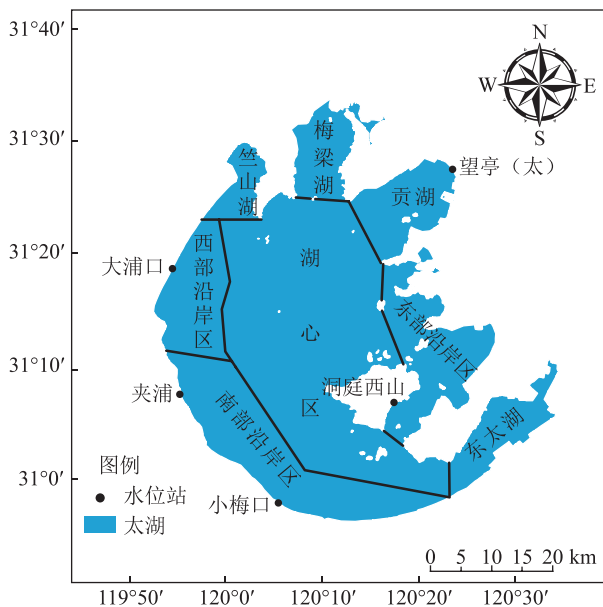 31°40′
31°30′
31°20′
31°10′
31°0′
N
W
E
S
梅梁湖
竺山湖
望亭（太）
贡湖
西部沿岸区
大浦口
湖心区
东部沿岸区
洞庭西山
夹浦
南部沿岸区
东太湖
图例
水位站
太湖
小梅口
0 5 10 15 20 km
119°50′ 120°0′ 120°10′ 120°20′ 120°30′